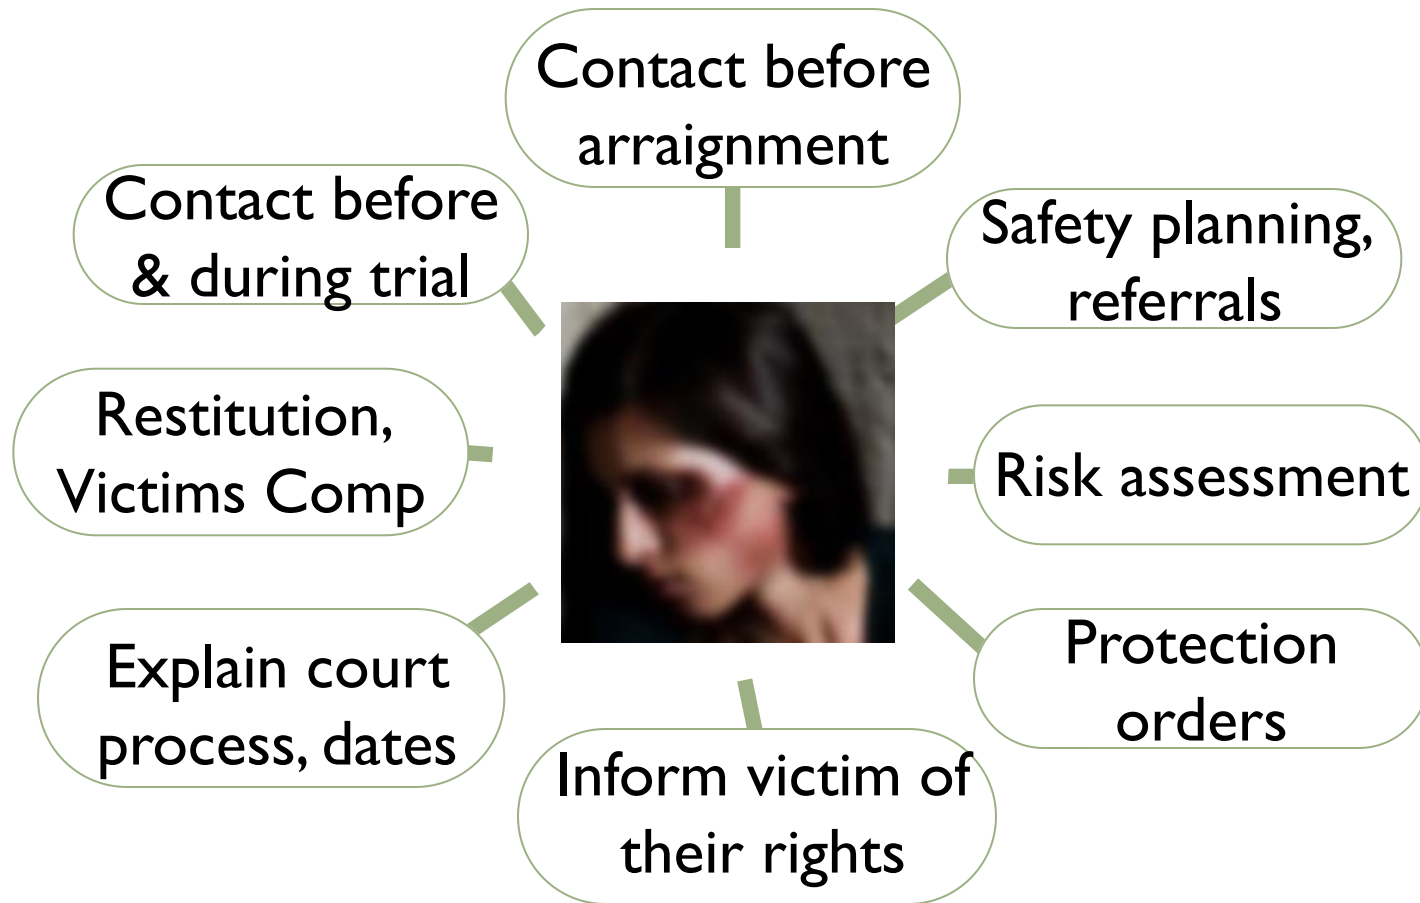 Contact before
arraignment
Safety planning,
referrals
Risk assessment
Protection
orders
Inform victim of
their rights
Explain court
process, dates
Restitution,
Victims Comp
Contact before
& during trial